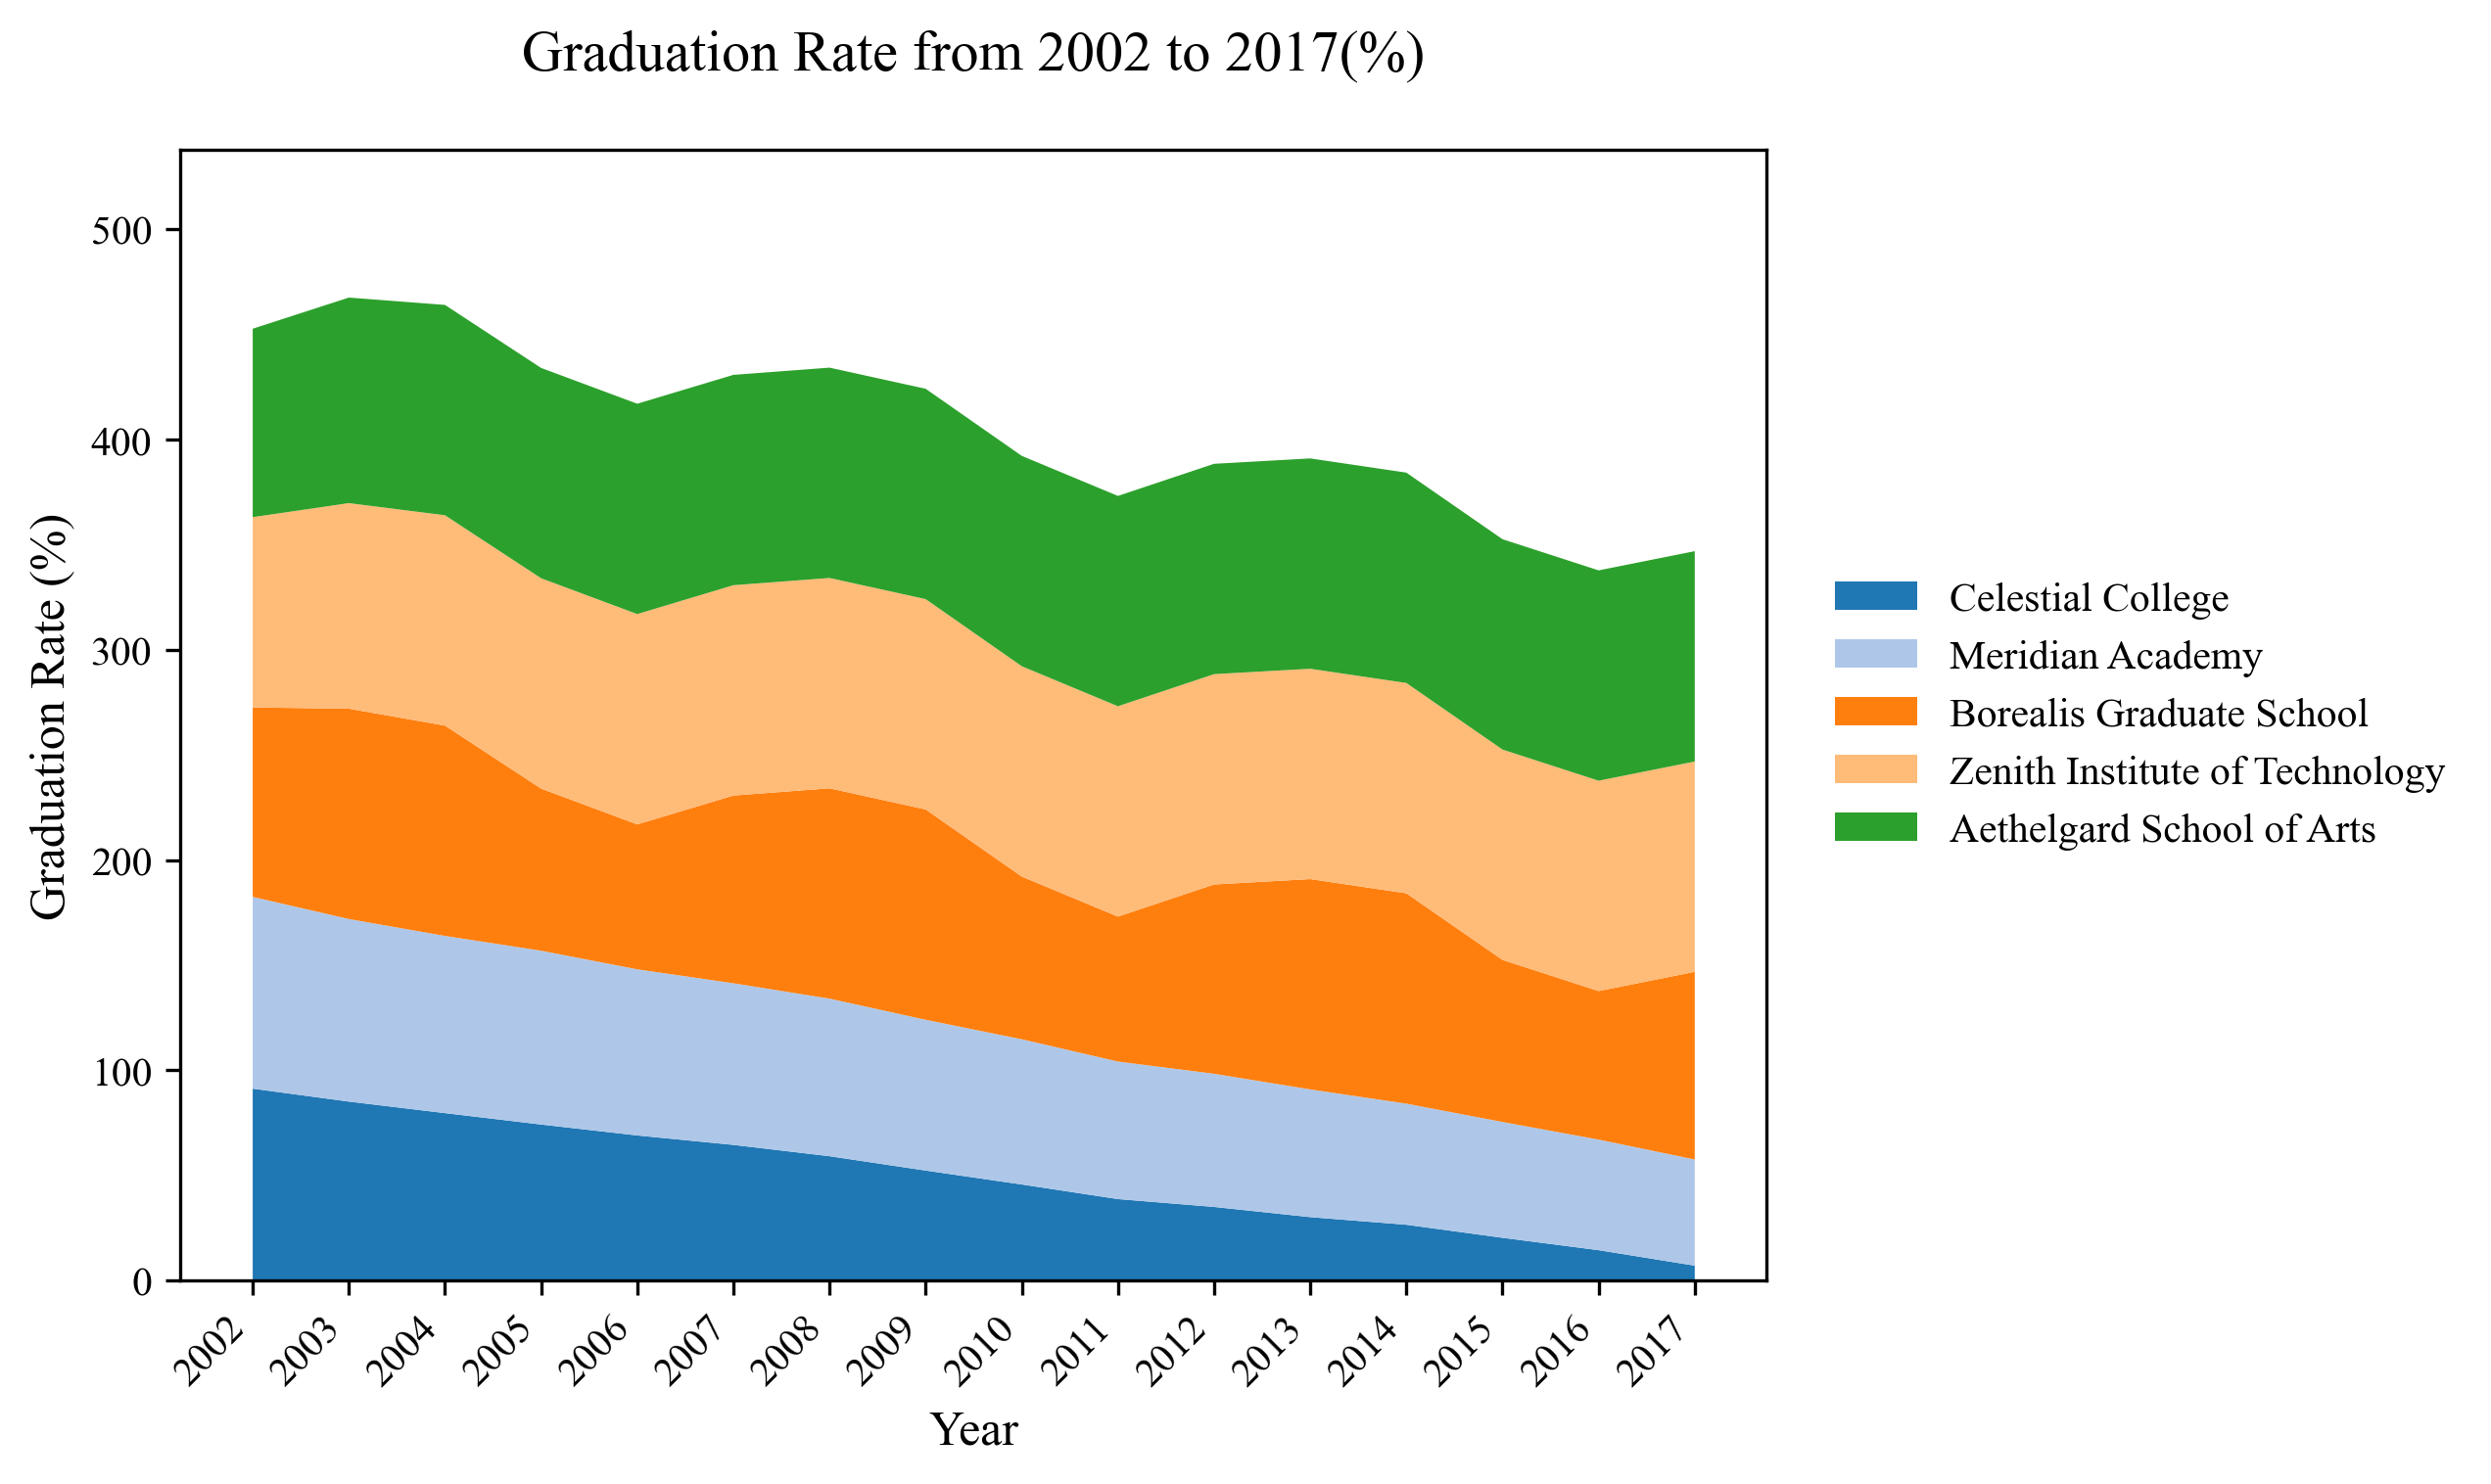 Graduation Rate from 2002 to 2017(%)
Graduation Rate (%)
500
400
300
200
100
0
2002
2003
2004
2005
2006
2007
2008
2009
2010
2011
2012
2013
2014
2015
2016
2017
Year
Celestial College
Meridian Academy
Borealis Graduate School
Zenith Institute of Technology
Aethelgard School of Arts